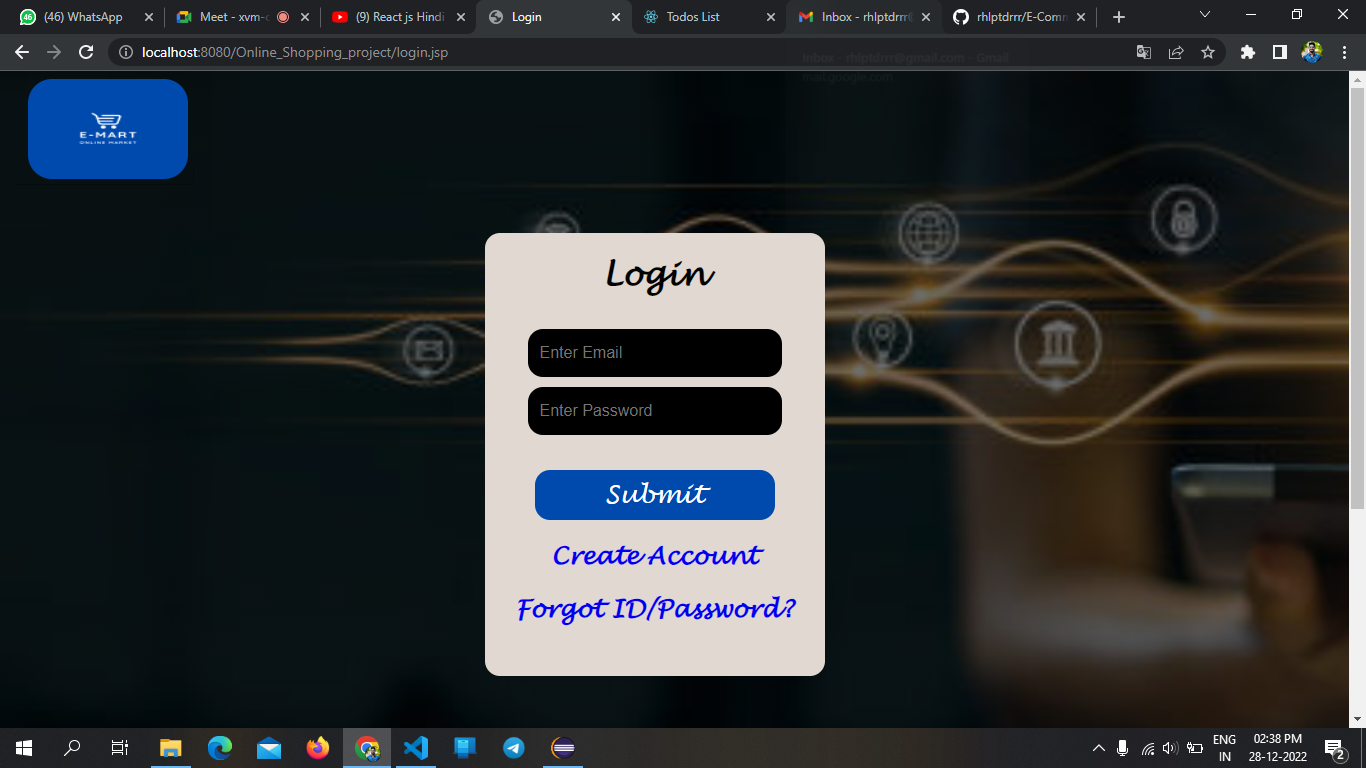 46
(46) WhatsApp
Meet - xvm-c
(9) React js Hindi
Login
Todos List
Inbox - rhlptdrrr
rhlptdrrr/E-Comm
localhost:8080/Online_Shopping_project/login.jsp
Inbox - rhlptdrrr@gmail.com - Gmail
mail.google.com
E-MART
ONLINE MARKET
Login
Enter Email
Enter Password
Submit
Create Account
Forgot ID/Password?
ENG
IN
02:38 PM
28-12-2022
2